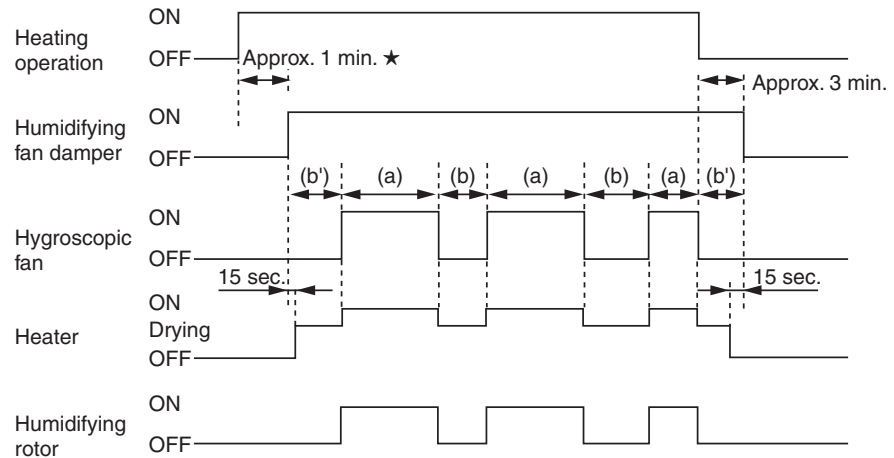 Heating
operation
ON
OFF
Approx. 1 min. ★
Approx. 3 min.
Humidifying
fan damper
ON
OFF
(b') (a) (b) (a) (b) (a) (b')
Hygroscopic
fan
ON
OFF
15 sec.
15 sec.
Heater
ON
Drying
OFF
Humidifying
rotor
ON
OFF